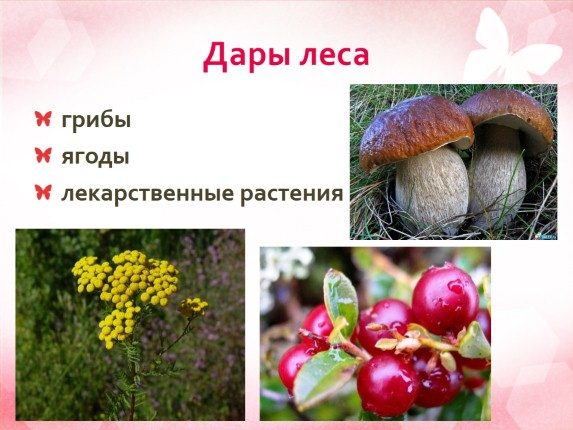 Дары леса
грибы
ягоды
лекарственные растения